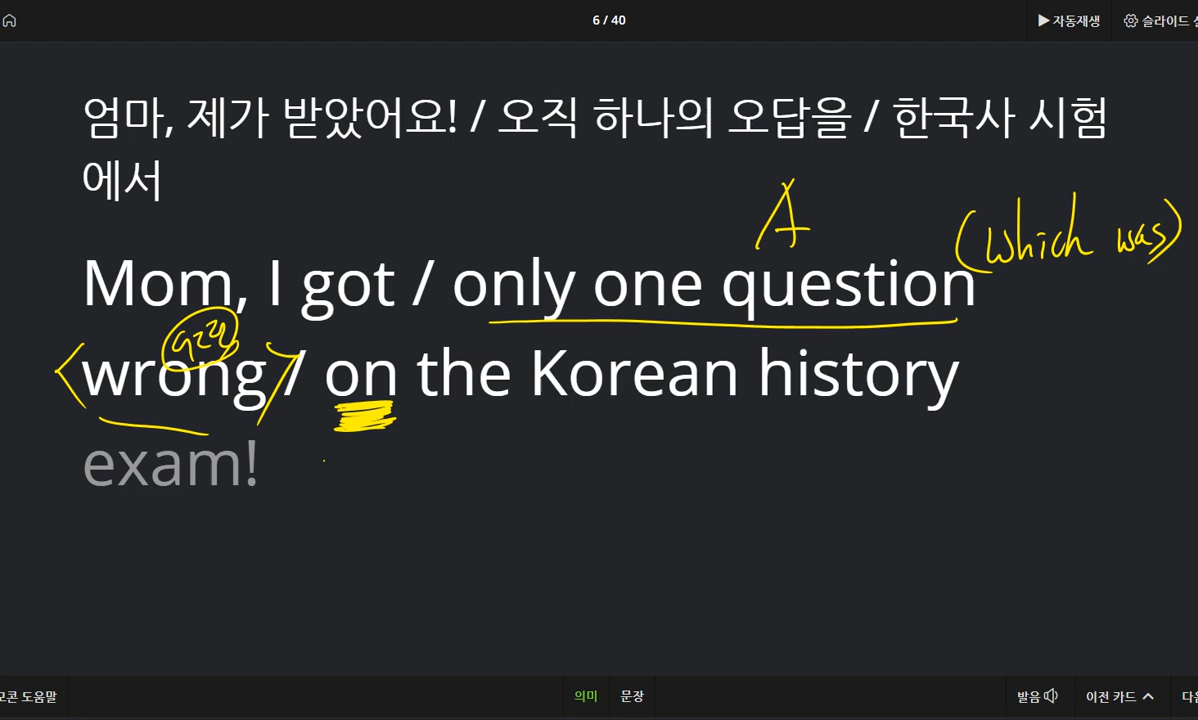 6 / 40
▶ 자동재생
슬라이드
엄마, 제가 받았어요! / 오직 하나의 오답을 / 한국사 시험
에서
A
(which was)
Mom, I got / only one question
<wrong> / on the Korean history
exam!
모콘 도움말
의미
문장
발음
이전 카드
다음